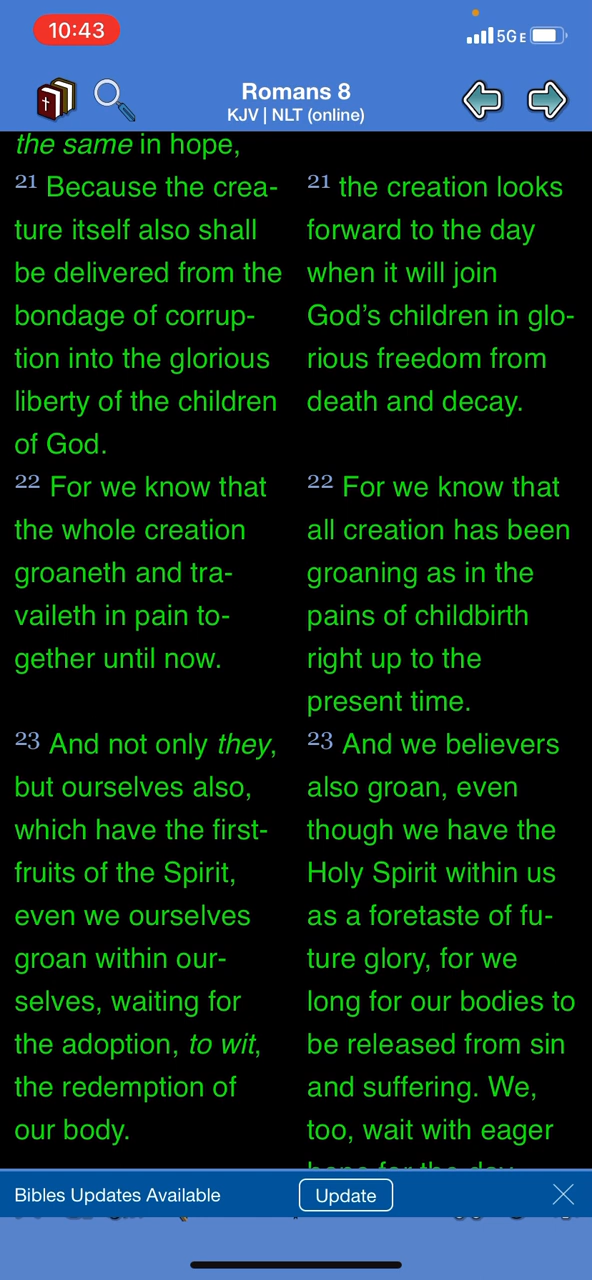 10:43
5GE
Romans 8
KJV | NLT (online)
the same in hope,
21 Because the crea-
ture itself also shall
be delivered from the
bondage of corrup-
tion into the glorious
liberty of the children
of God.
22 For we know that
the whole creation
groaneth and tra-
vaileth in pain to-
gether until now.
23 And not only they,
but ourselves also,
which have the first-
fruits of the Spirit,
even we ourselves
groan within our-
selves, waiting for
the adoption, to wit,
the redemption of
our body.
21 the creation looks
forward to the day
when it will join
God’s children in glo-
rious freedom from
death and decay.
22 For we know that
all creation has been
groaning as in the
pains of childbirth
right up to the
present time.
23 And we believers
also groan, even
though we have the
Holy Spirit within us
as a foretaste of fu-
ture glory, for we
long for our bodies to
be released from sin
and suffering. We,
too, wait with eager
hope for the day
Bibles Updates Available
Update